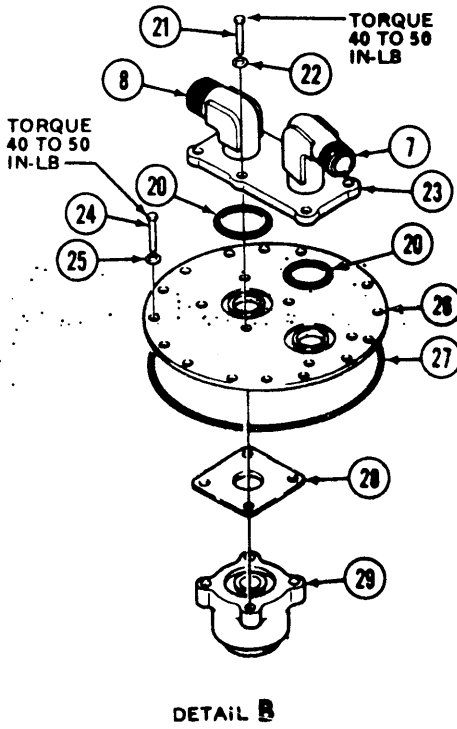 TORQUE
40 TO 50
IN-LB
21
22
8
7
TORQUE
40 TO 50
IN-LB
20
23
24
25
20
26
27
28
29
DETAIL B